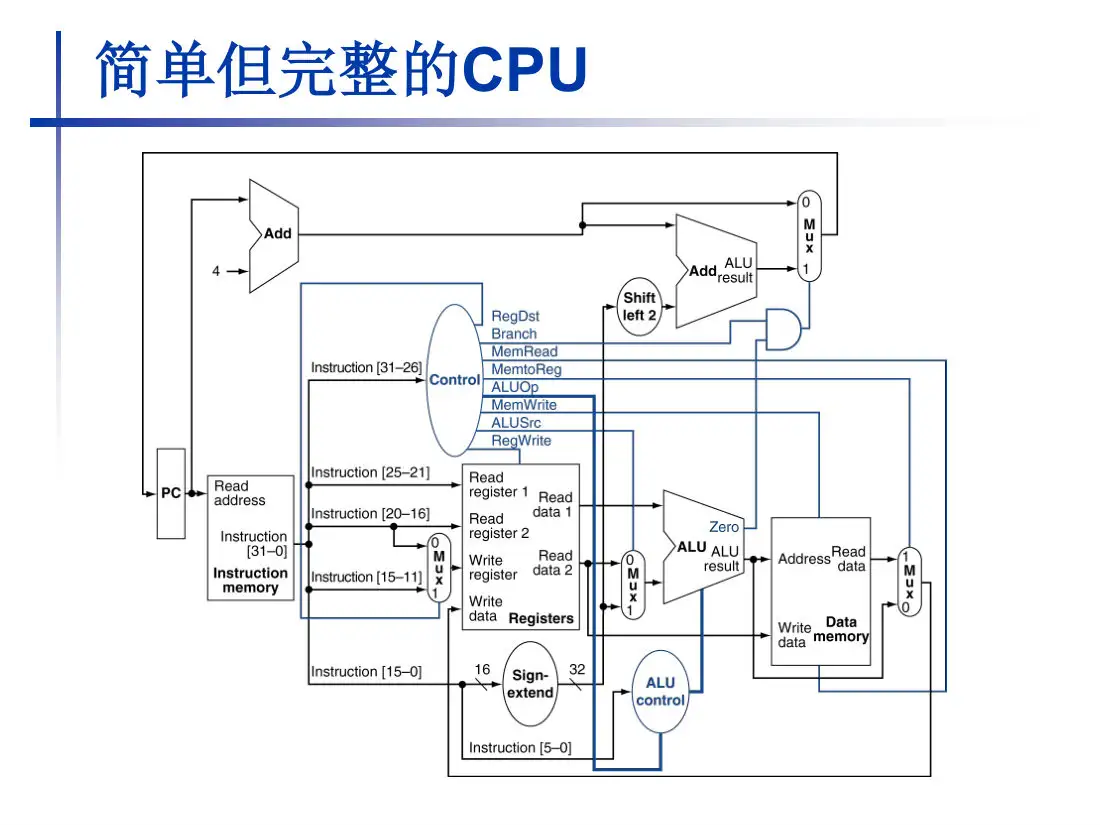 简单但完整的CPU
0
M
u
x
1
Add
4
Add
ALU
result
Shift
left 2
RegDst
Branch
MemRead
MemtoReg
ALUOp
MemWrite
ALUSrc
RegWrite
Instruction [31–26]
Control
PC
Read
address
Instruction
[31–0]
Instruction
memory
Instruction [25–21]
Instruction [20–16]
Instruction [15–11]
0
M
u
x
1
Read
register 1
Read
register 2
Write
register
Write
data
Read
data 1
Read
data 2
Registers
0
M
u
x
1
Zero
ALU
ALU
result
Address
Read
data
Write
data
Data
memory
1
M
u
x
0
Instruction [15–0]
16
Sign-
extend
32
ALU
control
Instruction [5–0]